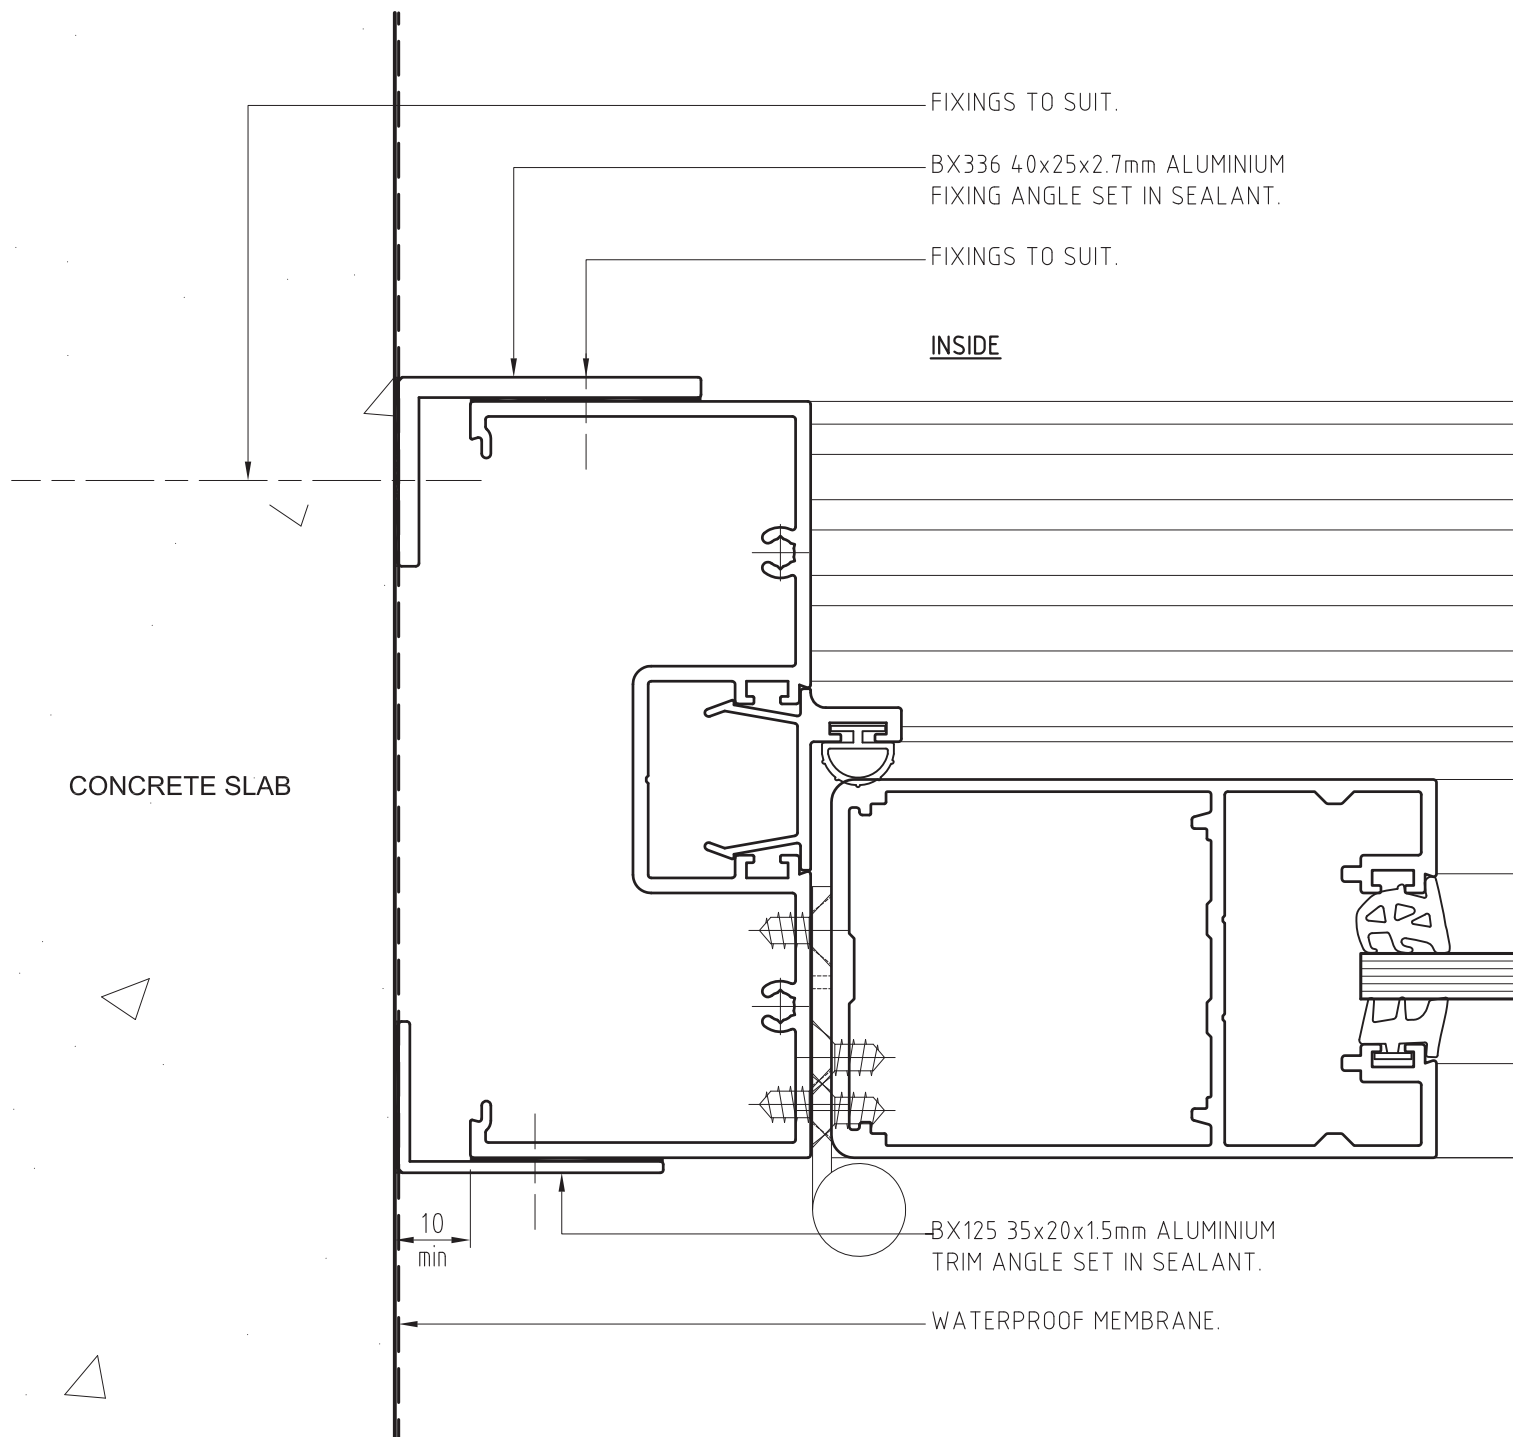 FIXINGS TO SUIT.
BX336 40x25x2.7mm ALUMINIUM
FIXING ANGLE SET IN SEALANT.
FIXINGS TO SUIT.
INSIDE
CONCRETE SLAB
10
min
BX125 35x20x1.5mm ALUMINIUM
TRIM ANGLE SET IN SEALANT.
WATERPROOF MEMBRANE.